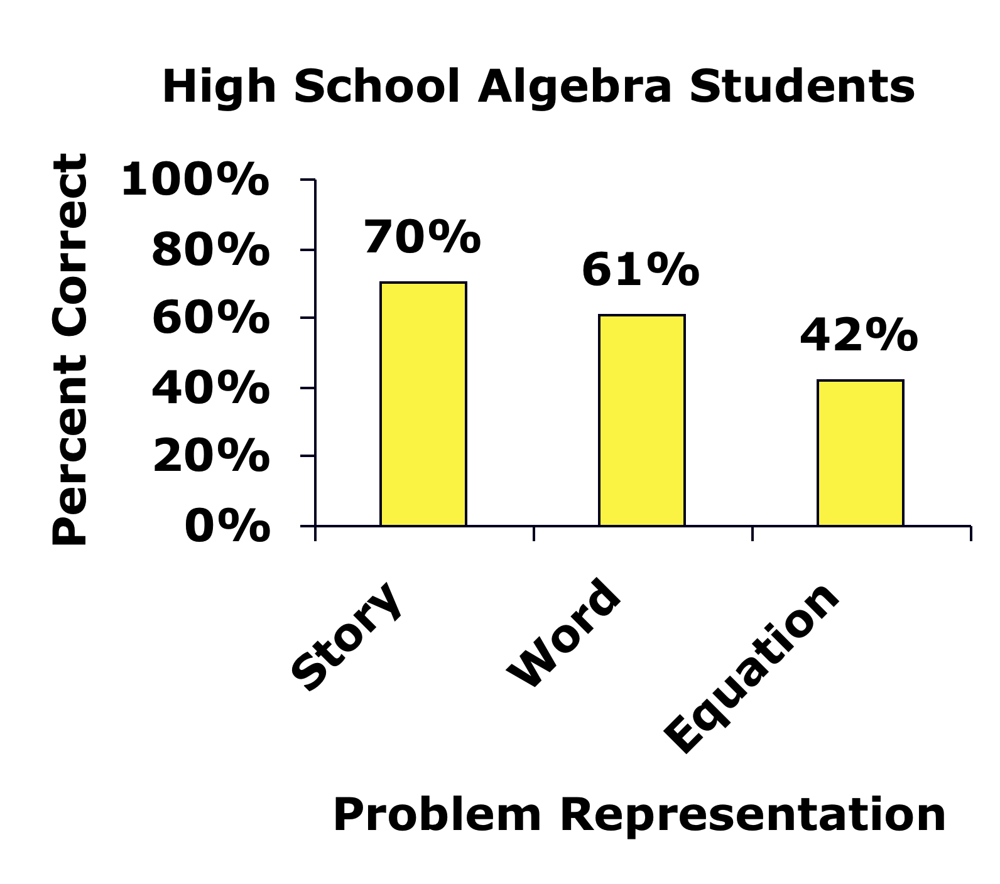 High School Algebra Students
Percent Correct
100%
80%
60%
40%
20%
0%
70%
61%
42%
Story
Word
Equation
Problem Representation